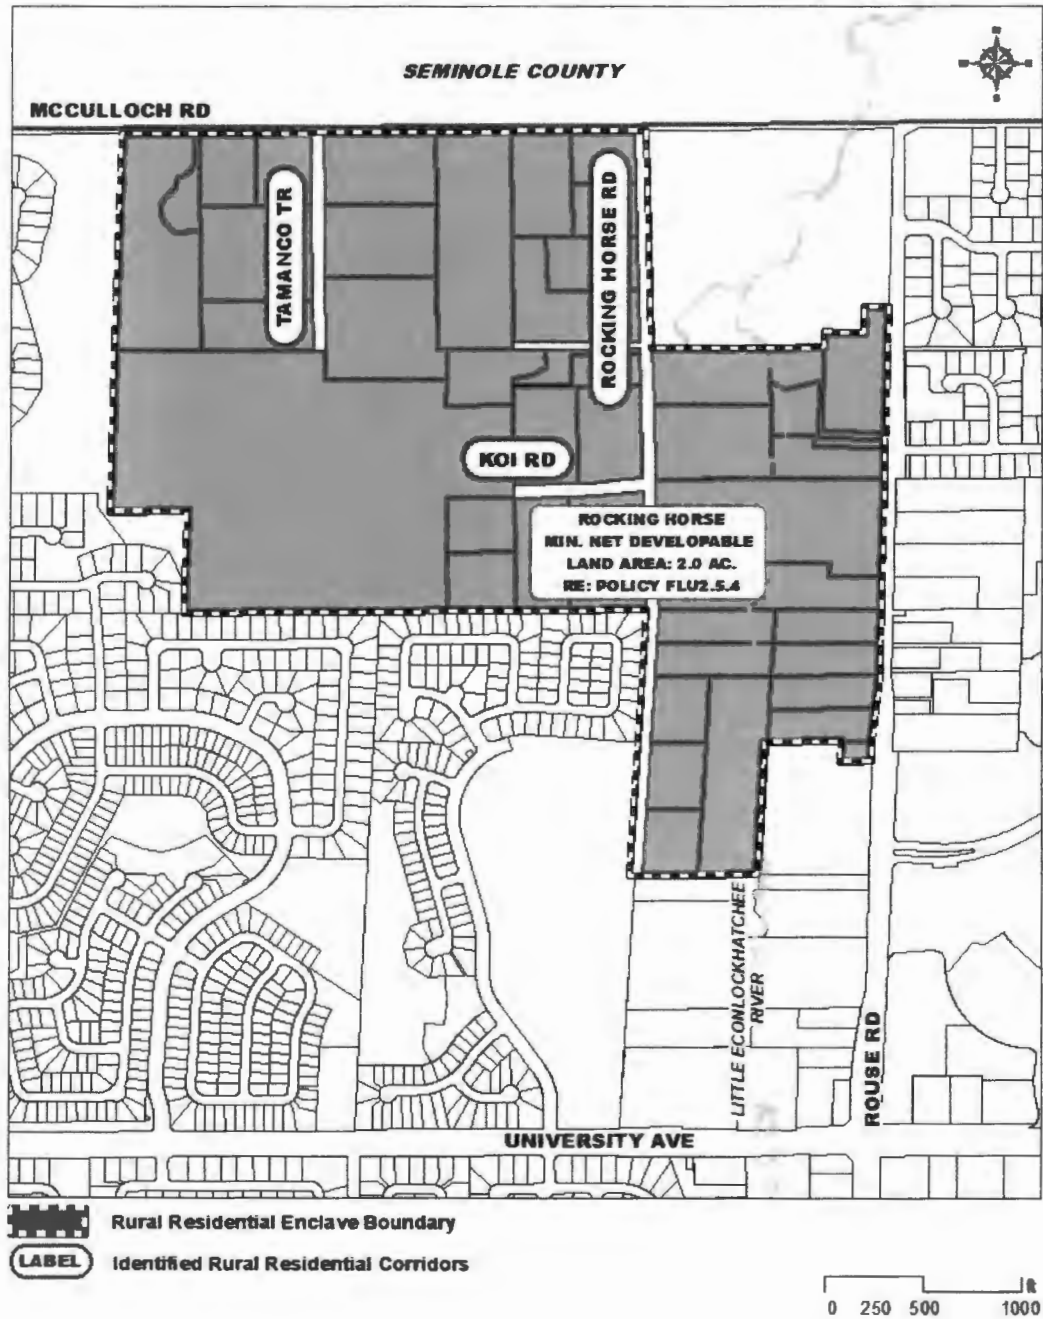 SEMINOLE COUNTY
MCCULLOCH RD
TAMANCO TR
ROCKING HORSE RD
KOI RD
ROCKING HORSE
MIN. NET DEVELOPABLE
LAND AREA: 2.0 AC.
RE: POLICY FLU2.5.4
LITTLE ECONLOCKHATCHEE
RIVER
ROUSE RD
UNIVERSITY AVE
Rural Residential Enclave Boundary
LABEL Identified Rural Residential Corridors
ft
0 250 500 1000